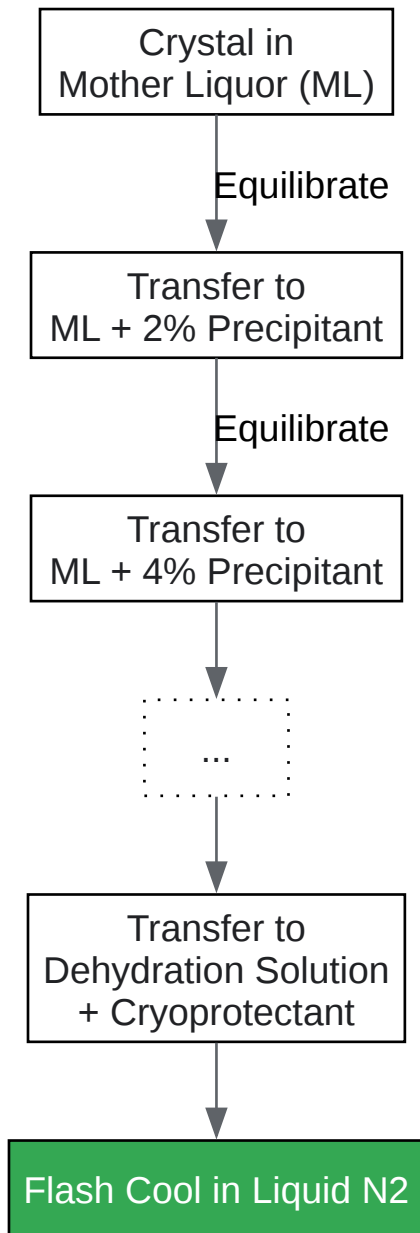 Crystal in
Mother Liquor (ML)
Equilibrate
Transfer to
ML + 2% Precipitant
Equilibrate
Transfer to
ML + 4% Precipitant
...
Transfer to
Dehydration Solution
+ Cryoprotectant
Flash Cool in Liquid N2